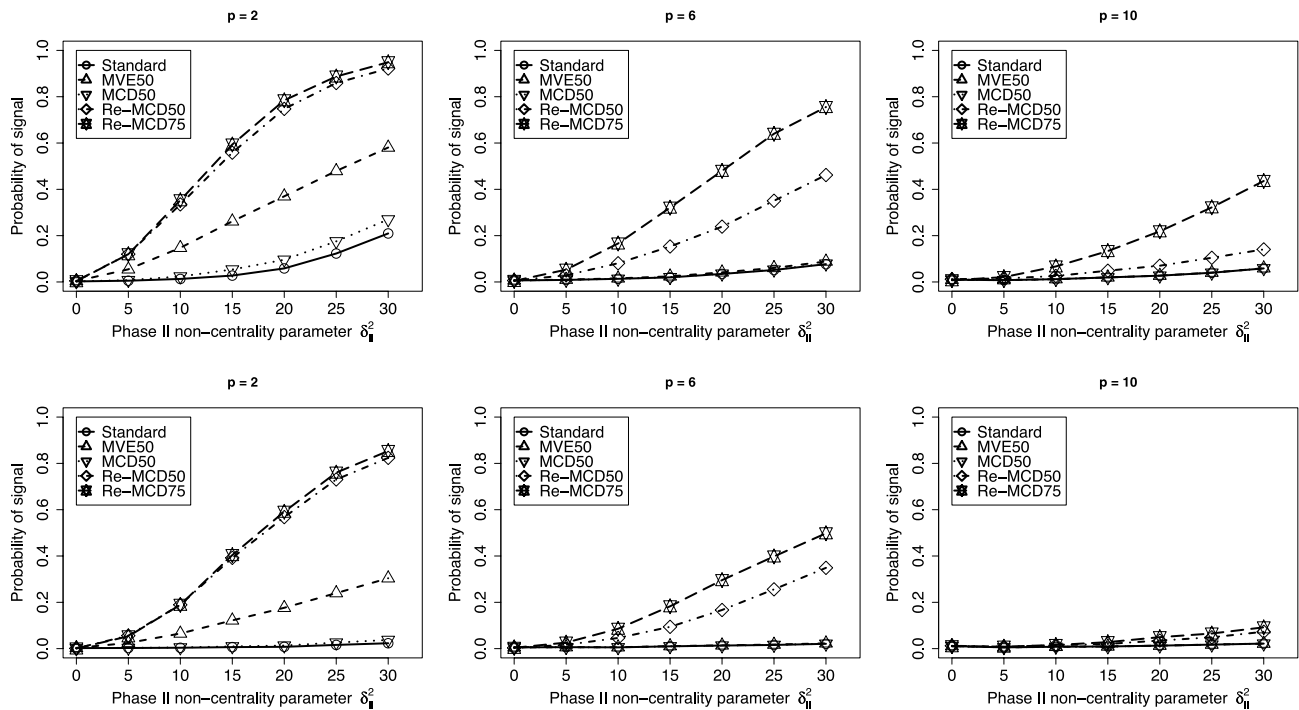 p = 2
Probability of signal
1.0
0.8
0.6
0.4
0.2
0.0
Standard
MVE50
MCD50
Re−MCD50
Re−MCD75
0 5 10 15 20 25 30
Phase II non−centrality parameter δ²II
p = 6
Probability of signal
1.0
0.8
0.6
0.4
0.2
0.0
Standard
MVE50
MCD50
Re−MCD50
Re−MCD75
0 5 10 15 20 25 30
Phase II non−centrality parameter δ²II
p = 10
Probability of signal
1.0
0.8
0.6
0.4
0.2
0.0
Standard
MVE50
MCD50
Re−MCD50
Re−MCD75
0 5 10 15 20 25 30
Phase II non−centrality parameter δ²II
p = 2
Probability of signal
1.0
0.8
0.6
0.4
0.2
0.0
Standard
MVE50
MCD50
Re−MCD50
Re−MCD75
0 5 10 15 20 25 30
Phase II non−centrality parameter δ²II
p = 6
Probability of signal
1.0
0.8
0.6
0.4
0.2
0.0
Standard
MVE50
MCD50
Re−MCD50
Re−MCD75
0 5 10 15 20 25 30
Phase II non−centrality parameter δ²II
p = 10
Probability of signal
1.0
0.8
0.6
0.4
0.2
0.0
Standard
MVE50
MCD50
Re−MCD50
Re−MCD75
0 5 10 15 20 25 30
Phase II non−centrality parameter δ²II